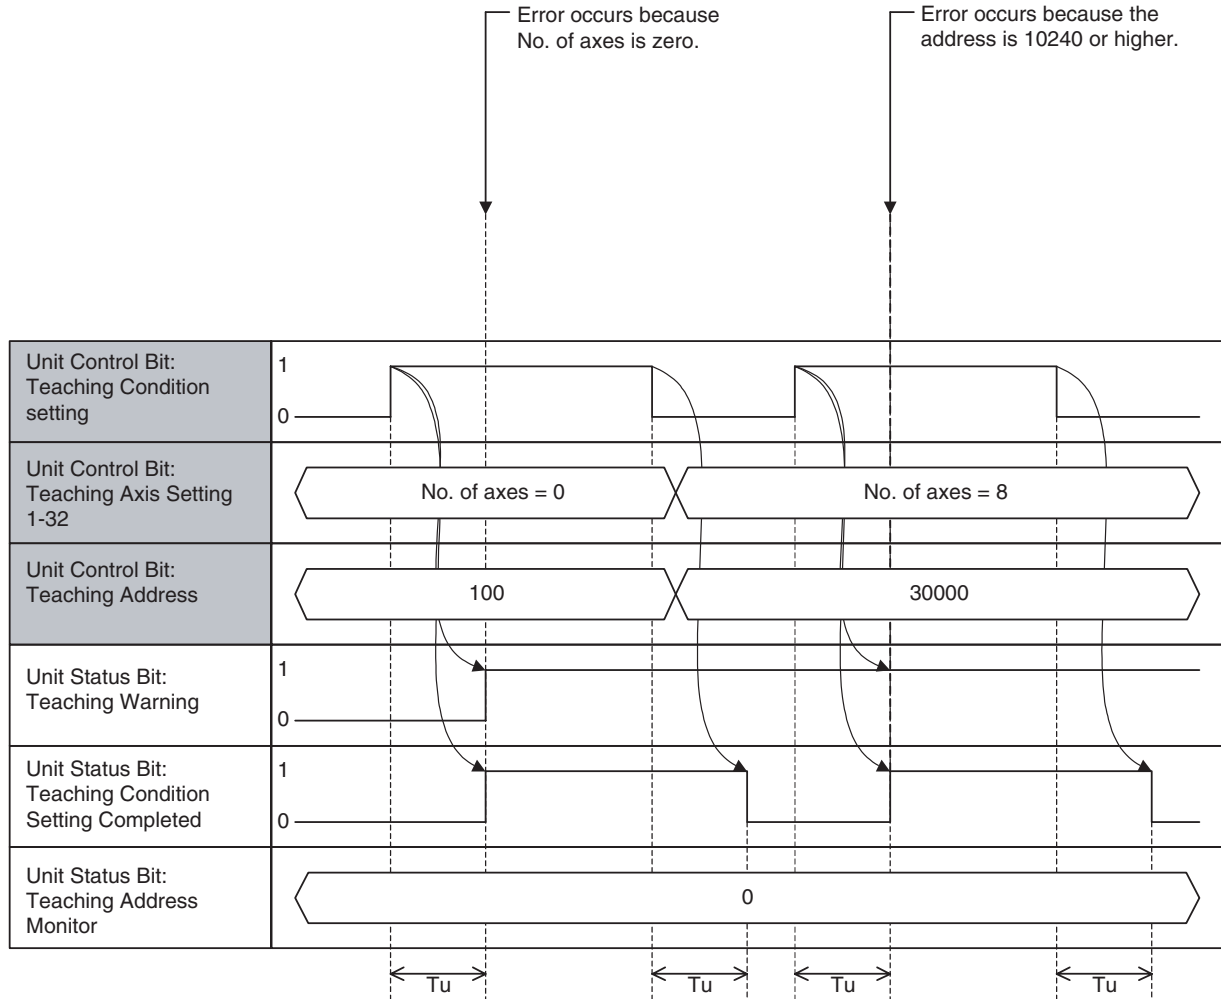 Error occurs because
No. of axes is zero.
Error occurs because the
address is 10240 or higher.
Unit Control Bit:
Teaching Condition
setting
1
0
Unit Control Bit:
Teaching Axis Setting
1-32
No. of axes = 0
No. of axes = 8
Unit Control Bit:
Teaching Address
100
30000
Unit Status Bit:
Teaching Warning
1
0
Unit Status Bit:
Teaching Condition
Setting Completed
1
0
Unit Status Bit:
Teaching Address
Monitor
0
Tu
Tu
Tu
Tu